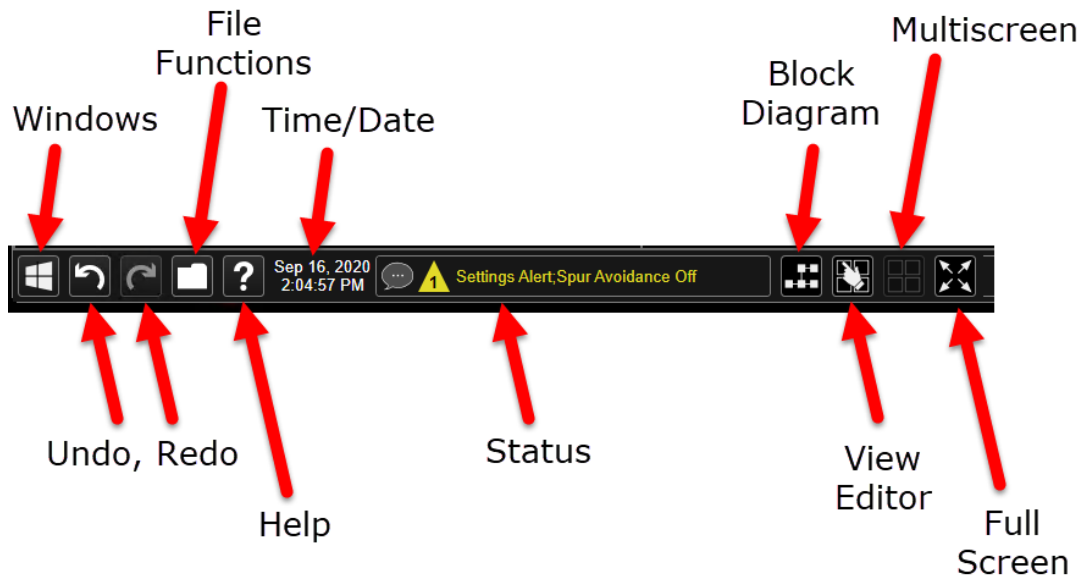 File
Functions
Multiscreen
Block
Diagram
Windows
Time/Date
?
Sep 16, 2020
2:04:57 PM
1
Settings Alert;Spur Avoidance Off
Undo, Redo
Status
View
Editor
Help
Full
Screen